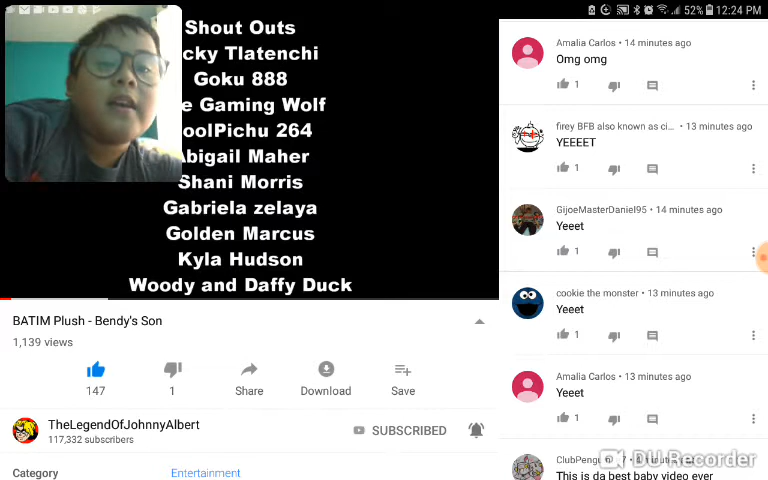 52% 12:24 PM
Shout Outs
cky Tlatenchi
Goku 888
e Gaming Wolf
oolPichu 264
Abigail Maher
Shani Morris
Gabriela zelaya
Golden Marcus
Kyla Hudson
Woody and Daffy Duck
BATIM Plush - Bendy's Son
1,139 views
147
1
Share
Download
Save
TheLegendOfJohnnyAlbert
117,332 subscribers
SUBSCRIBED
Category
Entertainment
Amalia Carlos • 14 minutes ago
Omg omg
1
firey BFB also known as ci... • 13 minutes ago
YEEEET
1
GijoeMasterDaniel95 • 14 minutes ago
Yeeet
1
cookie the monster • 13 minutes ago
Yeeet
1
Amalia Carlos • 13 minutes ago
Yeeet
1
ClubPengu
This is da best baby video ever
DU Recorder